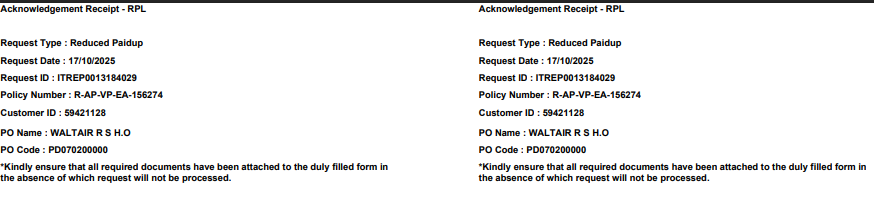 Acknowledgement Receipt - RPL
Request Type : Reduced Paidup
Request Date : 17/10/2025
Request ID : ITREP0013184029
Policy Number : R-AP-VP-EA-156274
Customer ID : 59421128
PO Name : WALTAIR R S H.O
PO Code : PD070200000
*Kindly ensure that all required documents have been attached to the duly filled form in
the absence of which request will not be processed.
Acknowledgement Receipt - RPL
Request Type : Reduced Paidup
Request Date : 17/10/2025
Request ID : ITREP0013184029
Policy Number : R-AP-VP-EA-156274
Customer ID : 59421128
PO Name : WALTAIR R S H.O
PO Code : PD070200000
*Kindly ensure that all required documents have been attached to the duly filled form in
the absence of which request will not be processed.